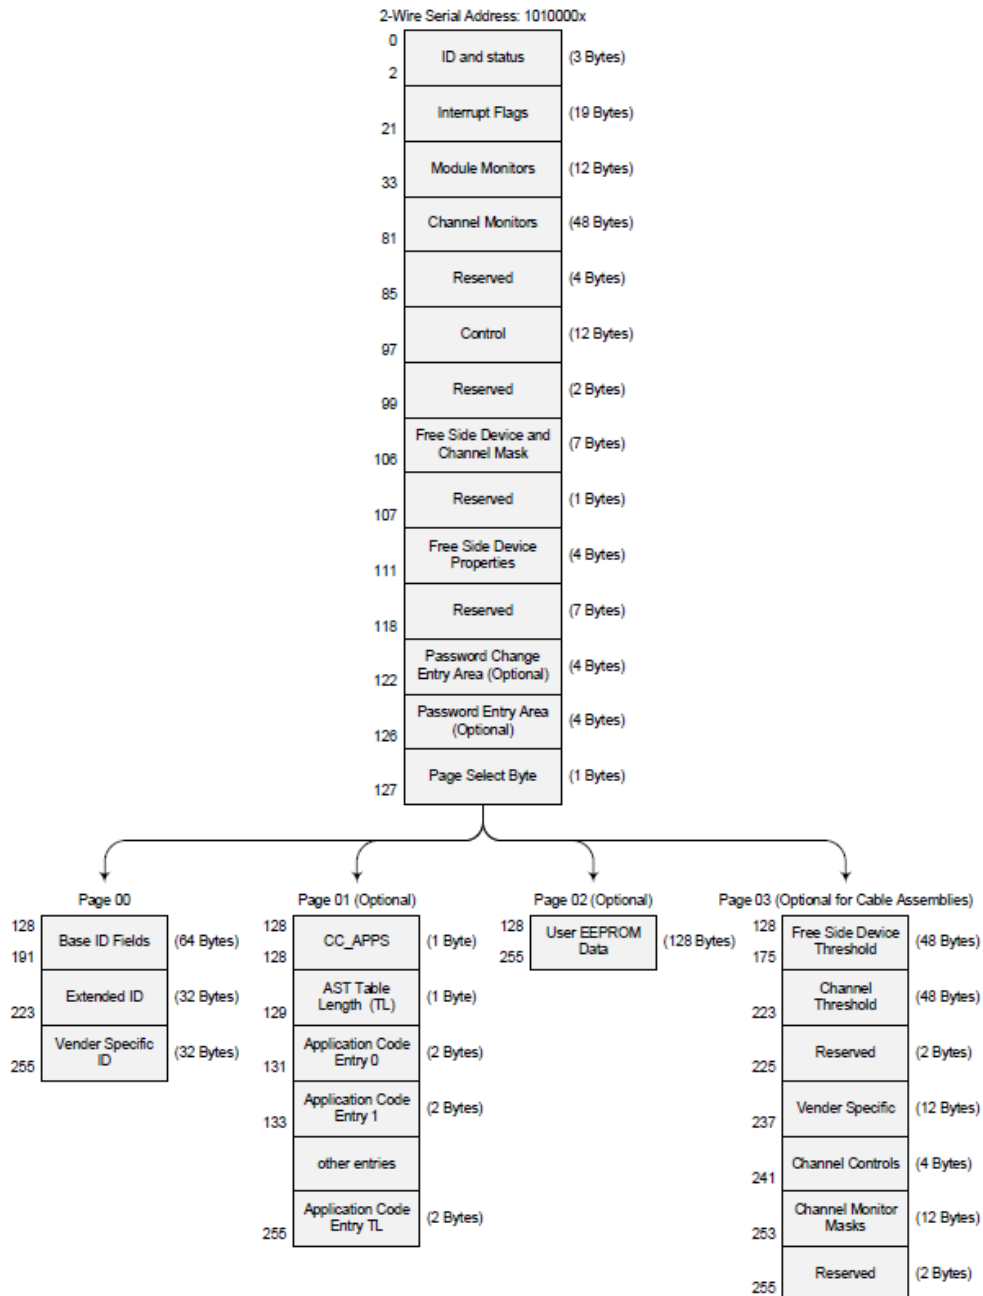 2-Wire Serial Address: 1010000x
0
ID and status
(3 Bytes)
2
Interrupt Flags
(19 Bytes)
21
Module Monitors
(12 Bytes)
33
Channel Monitors
(48 Bytes)
81
Reserved
(4 Bytes)
85
Control
(12 Bytes)
97
Reserved
(2 Bytes)
99
Free Side Device and
Channel Mask
(7 Bytes)
106
Reserved
(1 Bytes)
107
Free Side Device
Properties
(4 Bytes)
111
Reserved
(7 Bytes)
118
Password Change
Entry Area (Optional)
(4 Bytes)
122
Password Entry Area
(Optional)
(4 Bytes)
126
Page Select Byte
(1 Bytes)
127
Page 00
128
Base ID Fields
(64 Bytes)
191
Extended ID
(32 Bytes)
223
Vender Specific
ID
(32 Bytes)
255
Page 01 (Optional)
128
CC_APPS
(1 Byte)
128
AST Table
Length (TL)
(1 Byte)
129
Application Code
Entry 0
(2 Bytes)
131
Application Code
Entry 1
(2 Bytes)
133
other entries
Application Code
Entry TL
(2 Bytes)
255
Page 02 (Optional)
128
User EEPROM
Data
(128 Bytes)
255
Page 03 (Optional for Cable Assemblies)
128
Free Side Device
Threshold
(48 Bytes)
175
Channel
Threshold
(48 Bytes)
223
Reserved
(2 Bytes)
225
Vender Specific
(12 Bytes)
237
Channel Controls
(4 Bytes)
241
Channel Monitor
Masks
(12 Bytes)
253
Reserved
(2 Bytes)
255